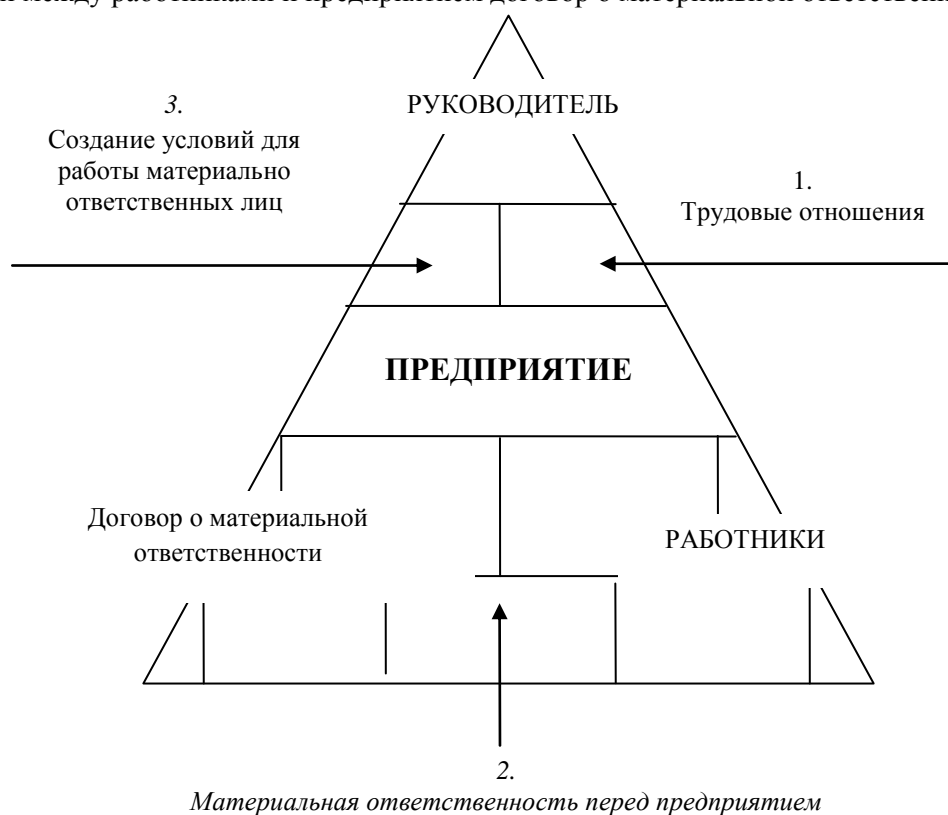 между работниками и предприятием договор о материальной
РУКОВОДИТЕЛЬ
3.
Создание условий для
работы материально
ответственных лиц
1.
Трудовые отношения
ПРЕДПРИЯТИЕ
Договор о материальной
ответственности
РАБОТНИКИ
2.
Материальная ответственность перед предприятием